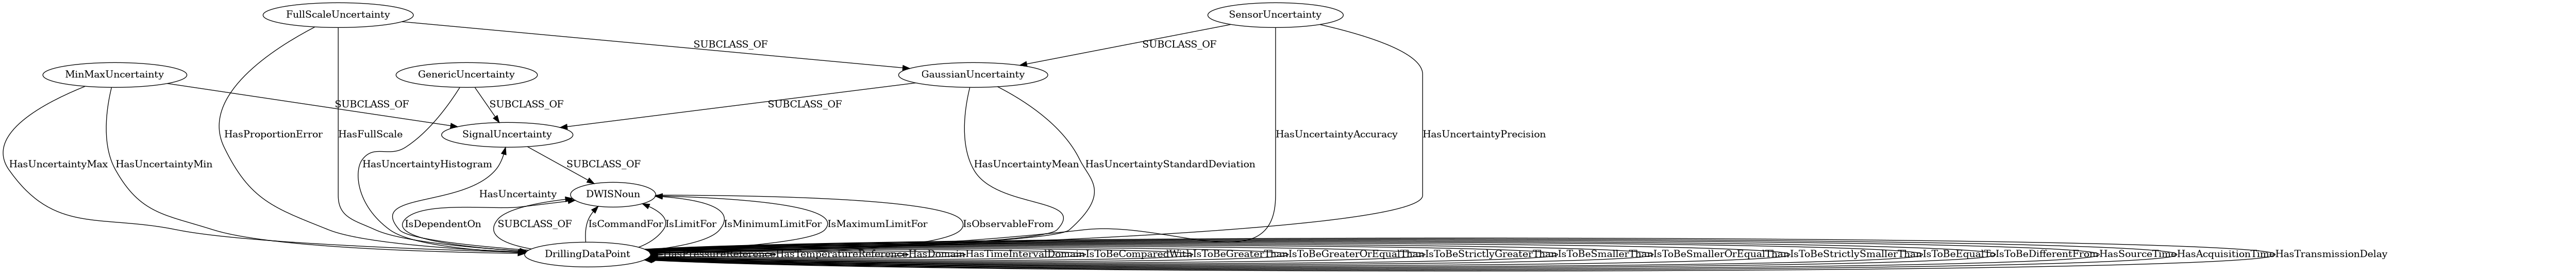 FullScaleUncertainty
SensorUncertainty
SUBCLASS_OF
SUBCLASS_OF
MinMaxUncertainty
GenericUncertainty
GaussianUncertainty
SUBCLASS_OF
SUBCLASS_OF
SUBCLASS_OF
HasProportionError
HasFullScale
SignalUncertainty
HasUncertaintyAccuracy
HasUncertaintyPrecision
HasUncertaintyMax
HasUncertaintyMin
HasUncertaintyHistogram
SUBCLASS_OF
HasUncertaintyMean
HasUncertaintyStandardDeviation
HasUncertainty
DWISNoun
IsDependentOn
SUBCLASS_OF
IsCommandFor
IsLimitFor
IsMinimumLimitFor
IsMaximumLimitFor
IsObservableFrom
DrillingDataPoint
HasPressureReference
HasTemperatureReference
HasDomain
HasTimeIntervalDomain
IsToBeComparedWith
IsToBeGreaterThan
IsToBeGreaterOrEqualThan
IsToBeStrictlyGreaterThan
IsToBeSmallerThan
IsToBeSmallerOrEqualThan
IsToBeStrictlySmallerThan
IsToBeEqualTo
IsToBeDifferentFrom
HasSourceTime
HasAcquisitionTime
HasTransmissionDelay